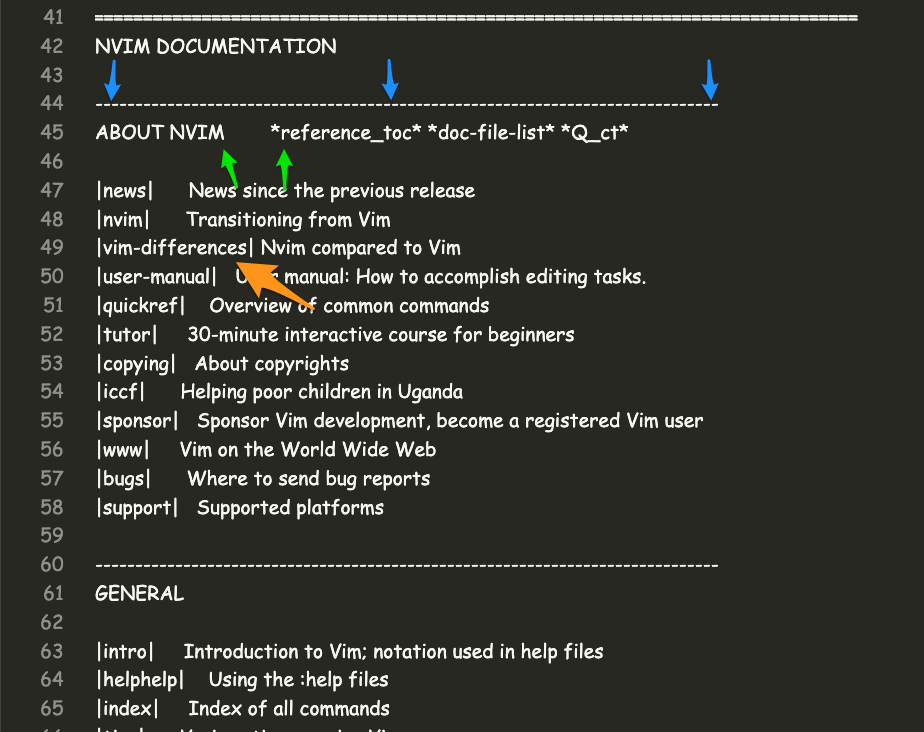 41 ==============================================================================
42 NVIM DOCUMENTATION
43
44 ------------------------------------------------------------------------------
45 ABOUT NVIM *reference_toc* *doc-file-list* *Q_ct*
46
47 |news| News since the previous release
48 |nvim| Transitioning from Vim
49 |vim-differences| Nvim compared to Vim
50 |user-manual| User manual: How to accomplish editing tasks.
51 |quickref| Overview of common commands
52 |tutor| 30-minute interactive course for beginners
53 |copying| About copyrights
54 |iccf| Helping poor children in Uganda
55 |sponsor| Sponsor Vim development, become a registered Vim user
56 |www| Vim on the World Wide Web
57 |bugs| Where to send bug reports
58 |support| Supported platforms
59
60 ------------------------------------------------------------------------------
61 GENERAL
62
63 |intro| Introduction to Vim; notation used in help files
64 |helphelp| Using the :help files
65 |index| Index of all commands